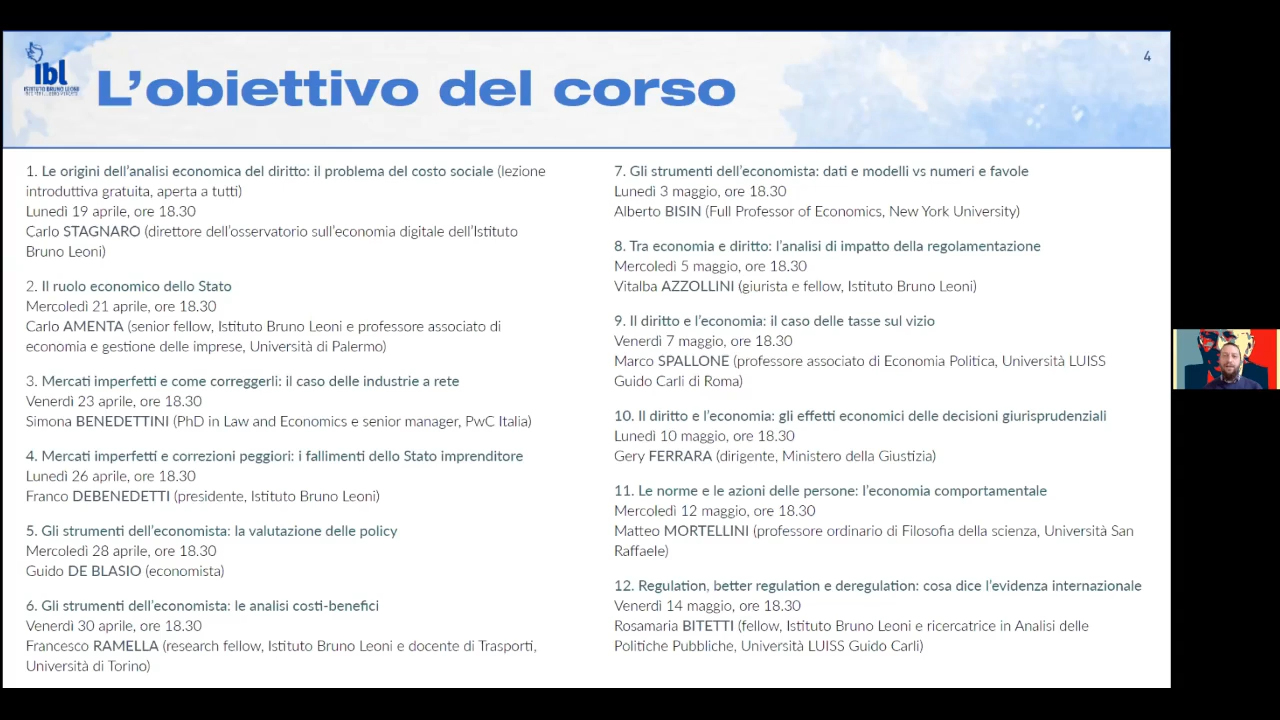 ibl
ISTITUTO BRUNO LEONI
L'obiettivo del corso
4
1. Le origini dell'analisi economica del diritto: il problema del costo sociale (lezione
introduttiva gratuita, aperta a tutti)
Lunedì 19 aprile, ore 18.30
Carlo STAGNARO (direttore dell'osservatorio sull'economia digitale dell'Istituto
Bruno Leoni)
2. Il ruolo economico dello Stato
Mercoledì 21 aprile, ore 18.30
Carlo AMENTA (senior fellow, Istituto Bruno Leoni e professore associato di
economia e gestione delle imprese, Università di Palermo)
3. Mercati imperfetti e come correggerli: il caso delle industrie a rete
Venerdì 23 aprile, ore 18.30
Simona BENEDETTINI (PhD in Law and Economics e senior manager, PwC Italia)
4. Mercati imperfetti e correzioni peggiori: i fallimenti dello Stato imprenditore
Lunedì 26 aprile, ore 18.30
Franco DEBENEDETTI (presidente, Istituto Bruno Leoni)
5. Gli strumenti dell'economista: la valutazione delle policy
Mercoledì 28 aprile, ore 18.30
Guido DE BLASIO (economista)
6. Gli strumenti dell'economista: le analisi costi-benefici
Venerdì 30 aprile, ore 18.30
Francesco RAMELLA (research fellow, Istituto Bruno Leoni e docente di Trasporti,
Università di Torino)
7. Gli strumenti dell'economista: dati e modelli vs numeri e favole
Lunedì 3 maggio, ore 18.30
Alberto BISIN (Full Professor of Economics, New York University)
8. Tra economia e diritto: l'analisi di impatto della regolamentazione
Mercoledì 5 maggio, ore 18.30
Vitalba AZZOLLINI (giurista e fellow, Istituto Bruno Leoni)
9. Il diritto e l'economia: il caso delle tasse sul vizio
Venerdì 7 maggio, ore 18.30
Marco SPALLONE (professore associato di Economia Politica, Università LUISS
Guido Carli di Roma)
10. Il diritto e l'economia: gli effetti economici delle decisioni giurisprudenziali
Lunedì 10 maggio, ore 18.30
Gery FERRARA (dirigente, Ministero della Giustizia)
11. Le norme e le azioni delle persone: l'economia comportamentale
Mercoledì 12 maggio, ore 18.30
Matteo MORTELLINI (professore ordinario di Filosofia della scienza, Università San
Raffaele)
12. Regulation, better regulation e deregulation: cosa dice l'evidenza internazionale
Venerdì 14 maggio, ore 18.30
Rosamaria BITETTI (fellow, Istituto Bruno Leoni e ricercatrice in Analisi delle
Politiche Pubbliche, Università LUISS Guido Carli)